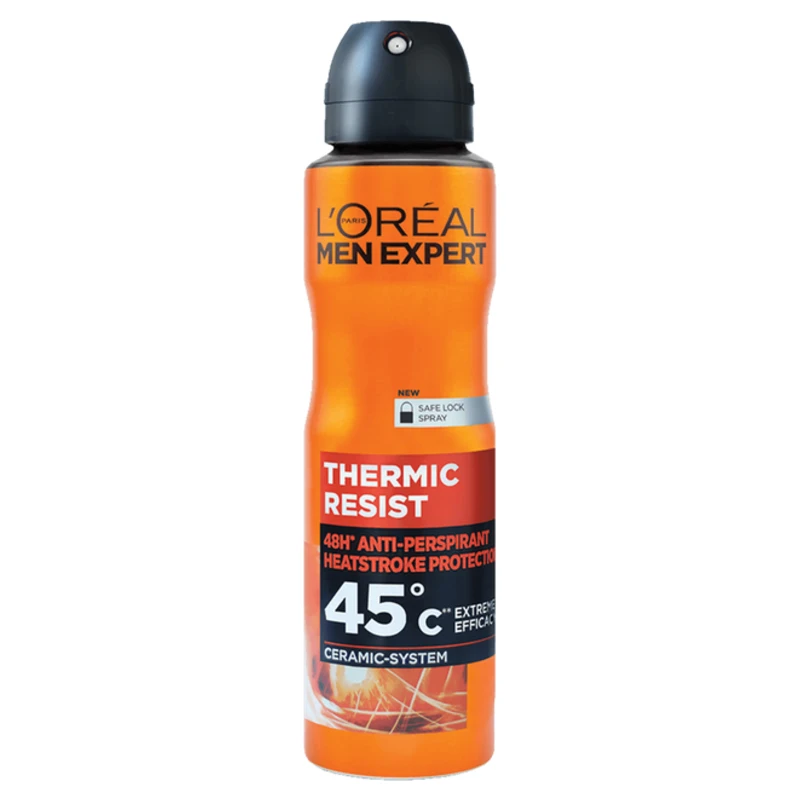 L'ORÉAL
PARIS
MEN EXPERT
NEW
SAFE LOCK
SPRAY
THERMIC
RESIST
48H* ANTI-PERSPIRANT
HEATSTROKE PROTECTION
45°C** EXTREME
EFFICAC
CERAMIC-SYSTEM